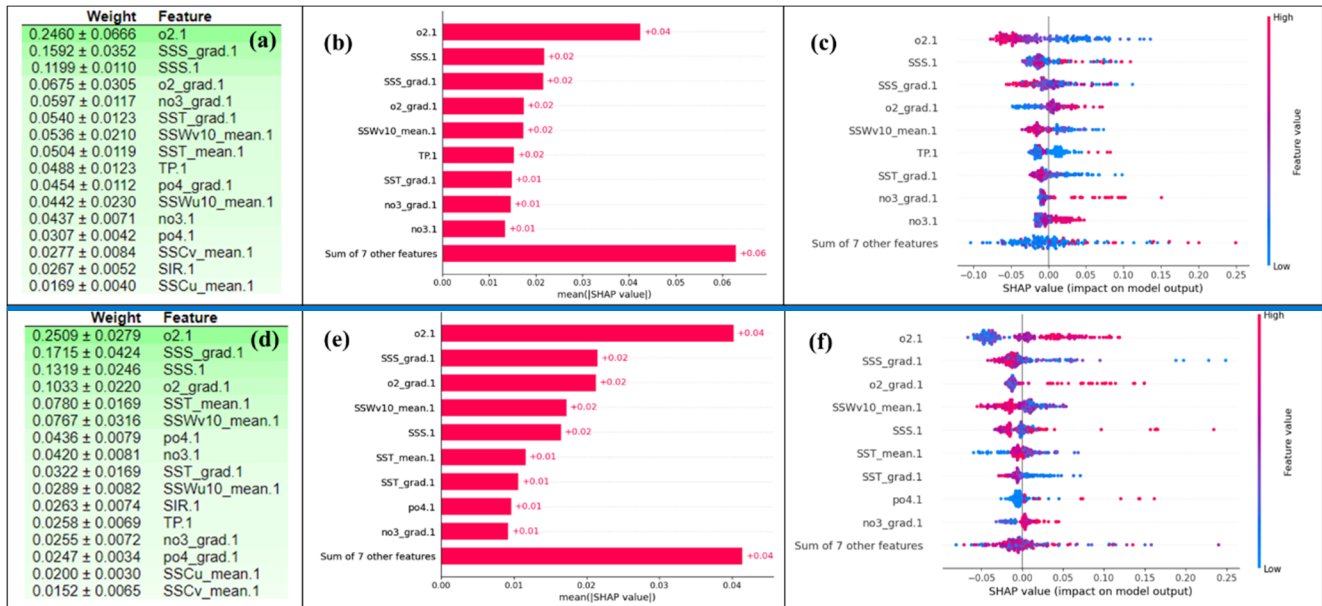 Weight Feature
0.2460 ± 0.0666 o2.1
0.1592 ± 0.0352 SSS_grad.1
0.1199 ± 0.0110 SSS.1
0.0675 ± 0.0305 o2_grad.1
0.0597 ± 0.0117 no3_grad.1
0.0540 ± 0.0123 SST_grad.1
0.0536 ± 0.0210 SSWv10_mean.1
0.0504 ± 0.0119 SST_mean.1
0.0488 ± 0.0123 TP.1
0.0454 ± 0.0112 po4_grad.1
0.0442 ± 0.0230 SSWu10_mean.1
0.0437 ± 0.0071 no3.1
0.0307 ± 0.0042 po4.1
0.0277 ± 0.0084 SSCv_mean.1
0.0267 ± 0.0052 SIR.1
0.0169 ± 0.0040 SSCu_mean.1
(a)
(b)
o2.1 +0.04
SSS.1 +0.02
SSS_grad.1 +0.02
o2_grad.1 +0.02
SSWv10_mean.1 +0.02
TP.1 +0.02
SST_grad.1 +0.01
no3_grad.1 +0.01
no3.1 +0.01
Sum of 7 other features +0.06
0.00 0.01 0.02 0.03 0.04 0.05 0.06
mean(|SHAP value|)
(c)
o2.1
SSS.1
SSS_grad.1
o2_grad.1
SSWv10_mean.1
TP.1
SST_grad.1
no3_grad.1
no3.1
Sum of 7 other features
-0.10 -0.05 0.00 0.05 0.10 0.15 0.20 0.25
SHAP value (impact on model output)
High
Feature value
Low
Weight Feature
0.2509 ± 0.0279 o2.1
0.1715 ± 0.0424 SSS_grad.1
0.1319 ± 0.0246 SSS.1
0.1033 ± 0.0220 o2_grad.1
0.0780 ± 0.0169 SST_mean.1
0.0767 ± 0.0316 SSWv10_mean.1
0.0436 ± 0.0079 po4.1
0.0420 ± 0.0081 no3.1
0.0322 ± 0.0169 SST_grad.1
0.0289 ± 0.0082 SSWu10_mean.1
0.0263 ± 0.0074 SIR.1
0.0258 ± 0.0069 TP.1
0.0255 ± 0.0072 no3_grad.1
0.0247 ± 0.0034 po4_grad.1
0.0200 ± 0.0030 SSCu_mean.1
0.0152 ± 0.0065 SSCv_mean.1
(d)
(e)
o2.1 +0.04
SSS_grad.1 +0.02
o2_grad.1 +0.02
SSWv10_mean.1 +0.02
SSS.1 +0.02
SST_mean.1 +0.01
SST_grad.1 +0.01
po4.1 +0.01
no3_grad.1 +0.01
Sum of 7 other features +0.04
0.00 0.01 0.02 0.03 0.04
mean(|SHAP value|)
(f)
o2.1
SSS_grad.1
o2_grad.1
SSWv10_mean.1
SSS.1
SST_mean.1
SST_grad.1
po4.1
no3_grad.1
Sum of 7 other features
-0.05 0.00 0.05 0.10 0.15 0.20 0.25
SHAP value (impact on model output)
High
Feature value
Low